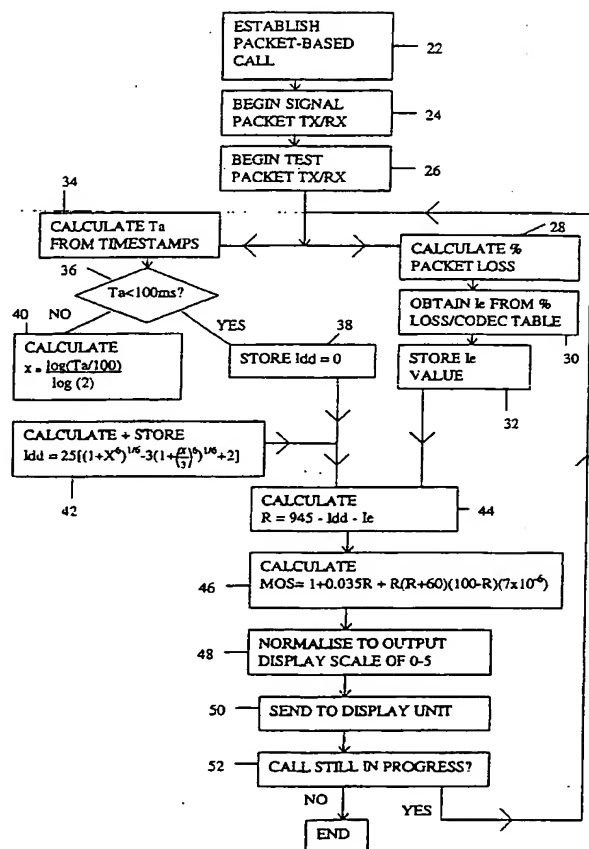 ESTABLISH
PACKET-BASED
CALL
22
BEGIN SIGNAL
PACKET TX/RX
24
BEGIN TEST
PACKET TX/RX
26
34
CALCULATE Ta
FROM TIMESTAMPS
28
CALCULATE %
PACKET LOSS
36
Ta<100ms?
OBTAIN Ie FROM %
LOSS/CODEC TABLE
30
40
NO
YES
38
CALCULATE
x = log(Ta/100)
log (2)
STORE Idd = 0
STORE Ie
VALUE
32
CALCULATE + STORE
Idd = 25[(1+X^6)^1/6-3(1+(x/3)^6)^1/6+2]
42
CALCULATE
R = 945 - Idd - Ie
44
CALCULATE
MOS= 1+0.035R + R(R+60)(100-R)(7x10^-6)
46
NORMALISE TO OUTPUT
DISPLAY SCALE OF 0-5
48
50
SEND TO DISPLAY UNIT
52
CALL STILL IN PROGRESS?
NO
YES
END